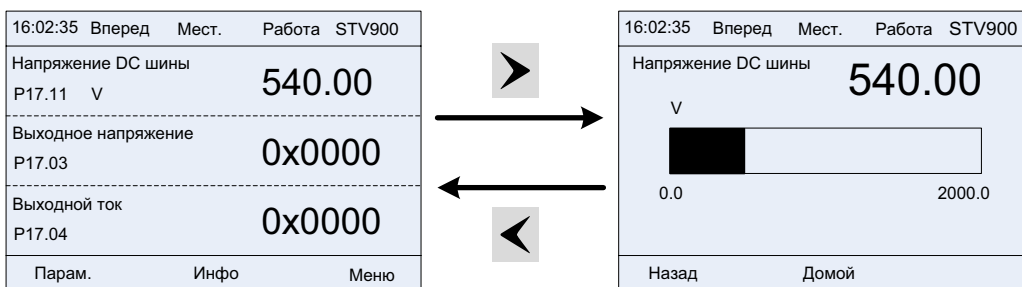 16:02:35 Вперед Мест. Работа STV900
Напряжение DC шины
P17.11 V 540.00
Выходное напряжение
P17.03 0x0000
Выходной ток
P17.04 0x0000
Парам. Инфо Меню
16:02:35 Вперед Мест. Работа STV900
Напряжение DC шины 540.00
V
0.0 2000.0
Назад Домой